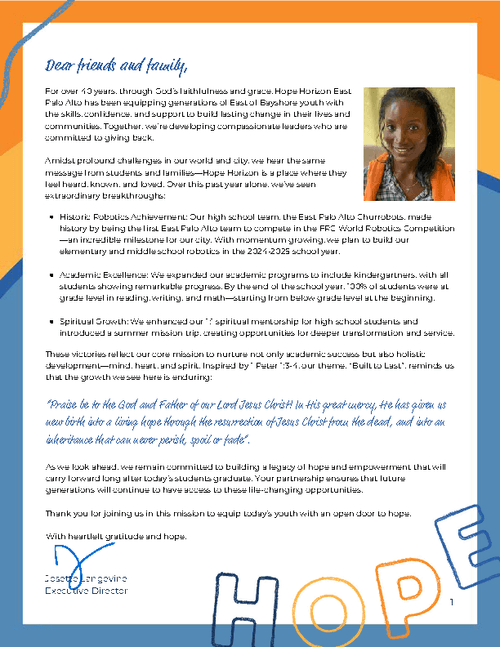 Dear friends and family,
For over 40 years, through God's faithfulness and grace, Hope Horizon East
Palo Alto has been equipping generations of East of Bayshore youth with
the skills, confidence, and support to build lasting change in their lives and
communities. Together, we're developing compassionate leaders who are
committed to giving back.
Amidst profound challenges in our world and city, we hear the same
message from students and families—Hope Horizon is a place where they
feel heard, known, and loved. Over this past year alone, we've seen
extraordinary breakthroughs:
• Historic Robotics Achievement: Our high school team, the East Palo Alto Churrobots, made
history by being the first East Palo Alto team to compete in the FRC World Robotics Competition
—an incredible milestone for our city. With momentum growing, we plan to build our
elementary and middle school robotics in the 2024-2025 school year.
• Academic Excellence: We expanded our academic programs to include kindergartners, with all
students showing remarkable progress. By the end of the school year, 100% of students were at
grade level in reading, writing, and math—starting from below grade level at the beginning.
• Spiritual Growth: We enhanced our 1:1 spiritual mentorship for high school students and
introduced a summer mission trip, creating opportunities for deeper transformation and service.
These victories reflect our core mission to nurture not only academic success but also holistic
development—mind, heart, and spirit. Inspired by 1 Peter 1:3-4, our theme, "Built to Last", reminds us
that the growth we see here is enduring:
"Praise be to the God and Father of our Lord Jesus Christ! In His great mercy, He has given us
new birth into a living hope through the resurrection of Jesus Christ from the dead, and into an
inheritance that can never perish, spoil or fade".
As we look ahead, we remain committed to building a legacy of hope and empowerment that will
carry forward long after today's students graduate. Your partnership ensures that future
generations will continue to have access to these life-changing opportunities.
Thank you for joining us in this mission to equip today's youth with an open door to hope.
With heartfelt gratitude and hope,
Josette Langevine
Executive Director
HOPE
1